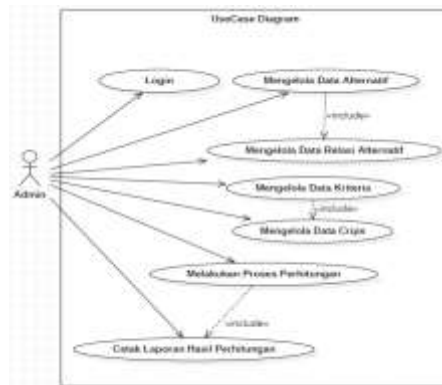 UseCase Diagram
Login
Mengelola Data Alternatif
«include»
Mengelola Data Relasi Alternatif
Admin
Mengelola Data Kriteria
«include»
Mengelola Data Crips
Melakukan Proses Perhitungan
«include»
Cetak Laporan Hasil Perhitungan